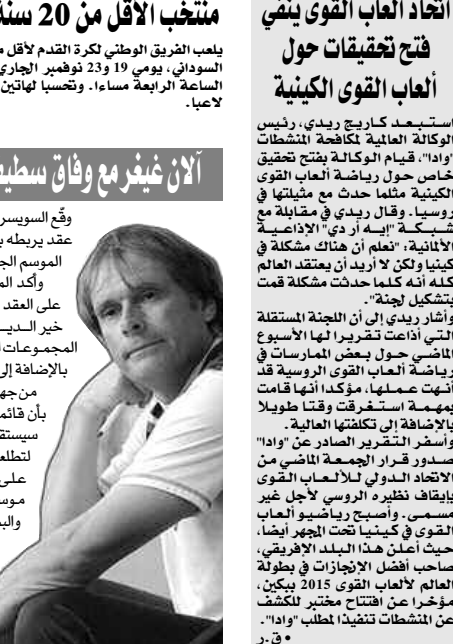 اتحاد ألعاب القوى ينفي
فتح تحقيقات حول
ألعاب القوى الكينية
استبعد كاريج ريدي، رئيس
الوكالة العالمية لمكافحة المنشطات
"وادا"، قيام الوكالة بفتح تحقيق
خاص حول رياضة ألعاب القوى
الكينية مثلما حدث مع مثيلتها في
روسيا. وقال ريدي في مقابلة مع
شبكة "إيه أر دي" الإذاعية
الألمانية: "نعلم أن هناك مشكلة في
كينيا ولكن لا أريد أن يعتقد العالم
كله أنه كلما حدثت مشكلة قمت
بتشكيل لجنة".
وأشار ريدي إلى أن اللجنة المستقلة
التي أذاعت تقريرا لها الأسبوع
الماضي حول بعض الممارسات في
رياضة ألعاب القوى الروسية قد
أنهت عملها، مؤكدا أنها قامت
بمهمة استغرقت وقتا طويلا
بالإضافة إلى تكلفتها العالية.
وأسفر التقرير الصادر عن "وادا"
صدور قرار الجمعة الماضي من
الاتحاد الدولي للألعاب القوى
بإيقاف نظيره الروسي لأجل غير
مسمى. وأصبح رياضيو ألعاب
القوى في كينيا تحت المجهر أيضا،
حيث أعلن هذا البلد الإفريقي،
صاحب أفضل الإنجازات في بطولة
العالم لألعاب القوى 2015 ببكين،
مؤخرا عن افتتاح مختبر للكشف
عن المنشطات تنفيذا لمطلب "وادا".
• ق.ر
منتخب الأقل من 20 سنة
يلعب الفريق الوطني لكرة القدم لأقل
السوداني، يومي 19 و23 نوفمبر الجاري
الساعة الرابعة مساءا. وتحسبا لهاتين
لاعبا.
آلان غيغر مع وفاق سطيف
وقّع السويسر
عقد يربطه
الموسم الج
وأكد الم
على العقد
خير الديـ
المجموعات
بالإضافة إلى
من جه
بأن قائم
سيستق
لتطلع
على
موس
والب